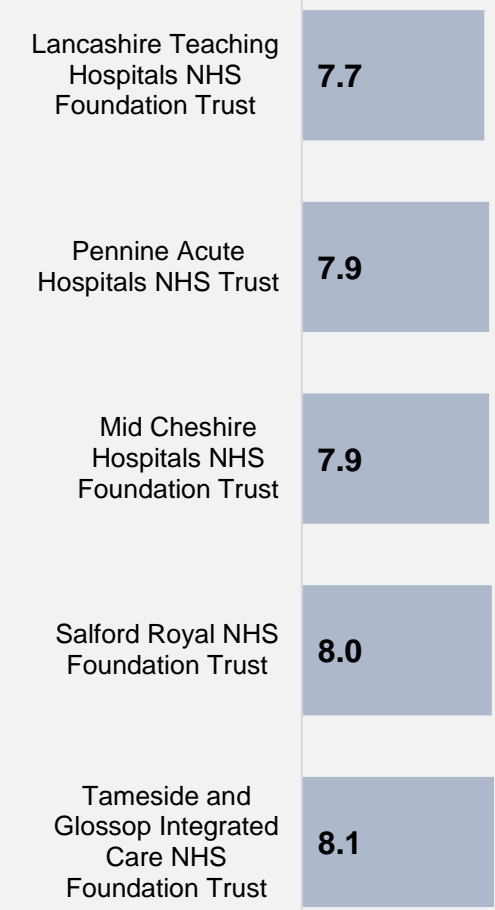 Lancashire Teaching
Hospitals NHS
Foundation Trust
7.7
Pennine Acute
Hospitals NHS Trust
7.9
Mid Cheshire
Hospitals NHS
Foundation Trust
7.9
Salford Royal NHS
Foundation Trust
8.0
Tameside and
Glossop Integrated
Care NHS
Foundation Trust
8.1